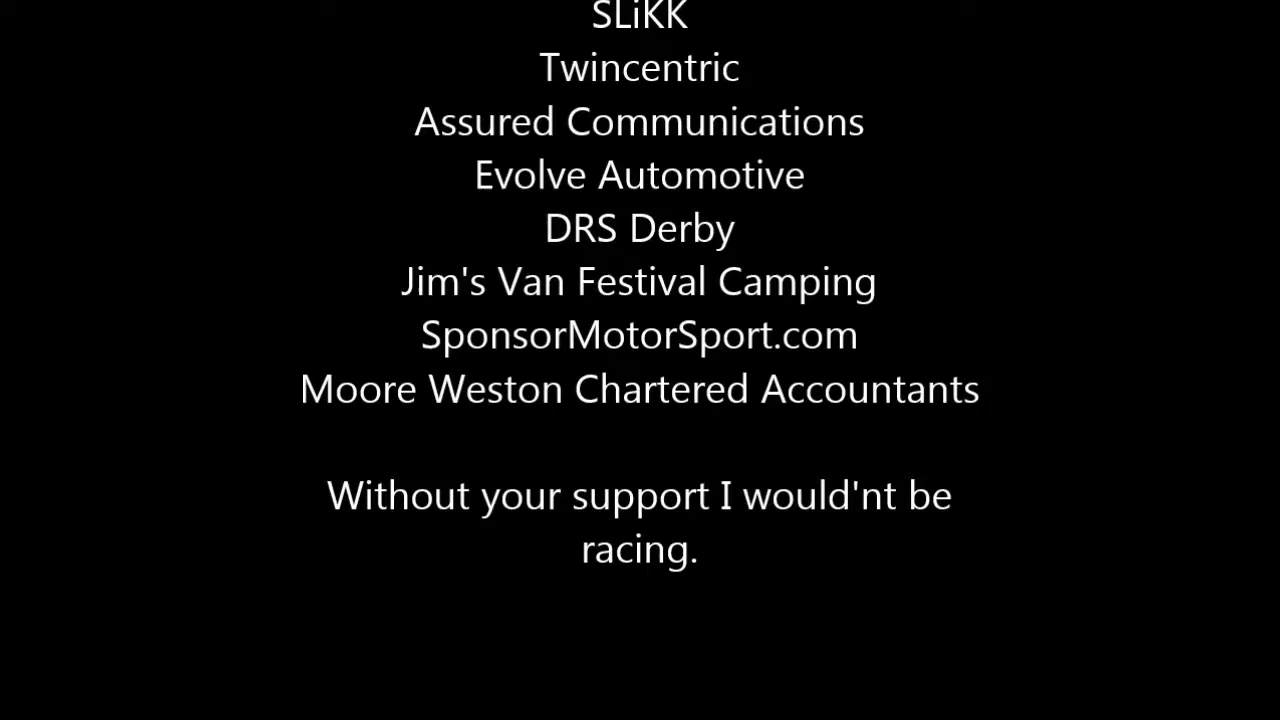 SLiKK
Twincentric
Assured Communications
Evolve Automotive
DRS Derby
Jim's Van Festival Camping
SponsorMotorSport.com
Moore Weston Chartered Accountants
Without your support I would'nt be
racing.